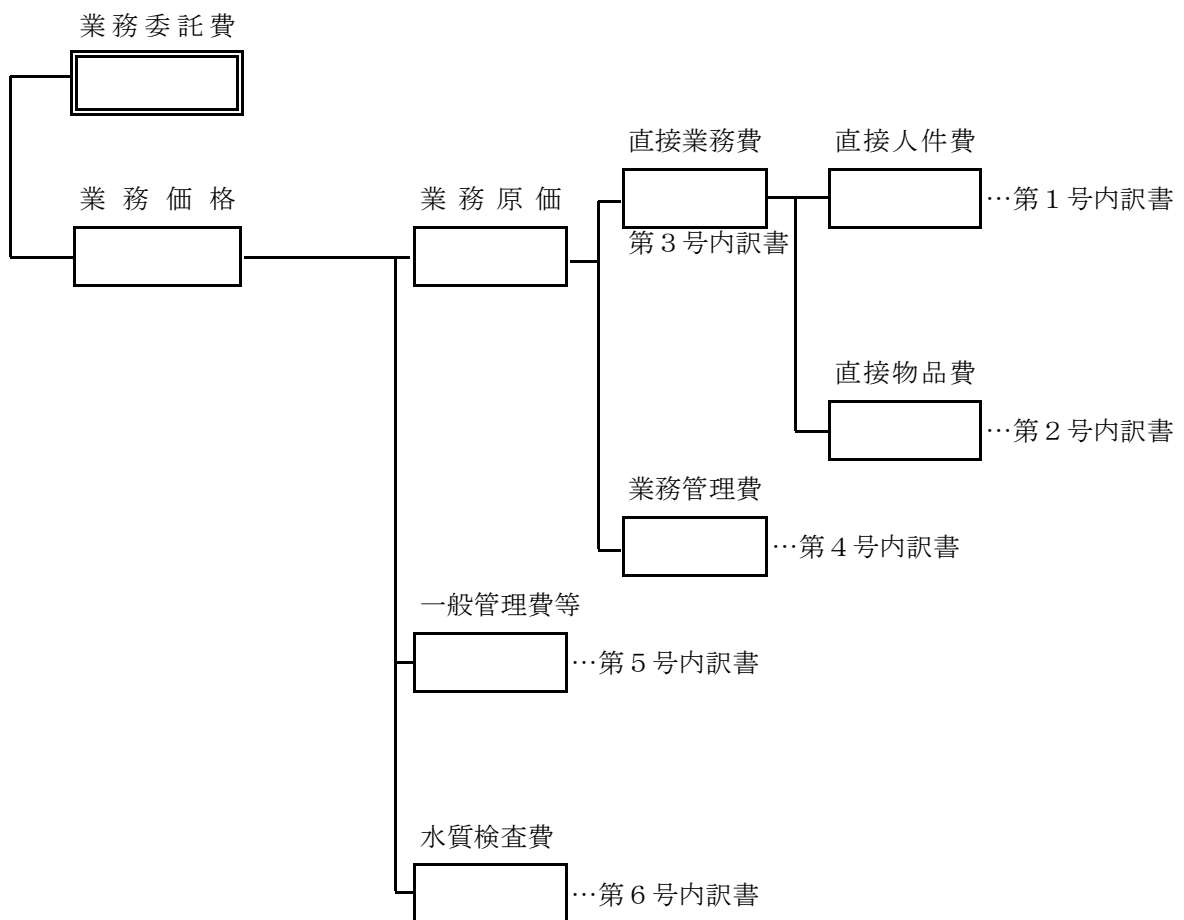 業務委託費
直接業務費
直接人件費
業務価格
業務原価
…第１号内訳書
第３号内訳書
直接物品費
…第２号内訳書
業務管理費
…第４号内訳書
一般管理費等
…第５号内訳書
水質検査費
…第６号内訳書